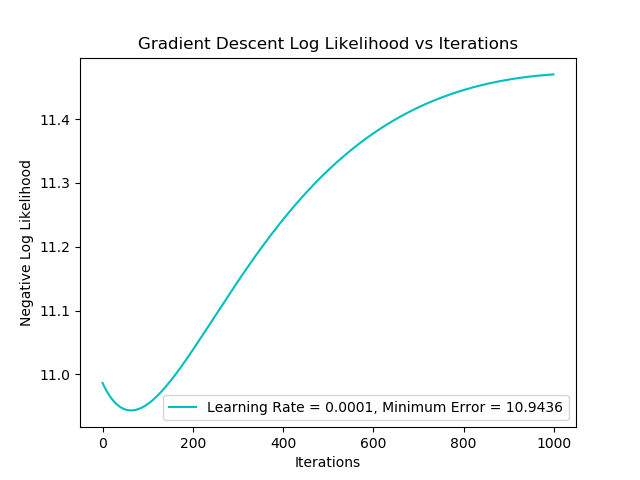 Gradient Descent Log Likelihood vs Iterations
11.4
11.3
11.2
11.1
11.0
Negative Log Likelihood
Learning Rate = 0.0001, Minimum Error = 10.9436
0 200 400 600 800 1000
Iterations